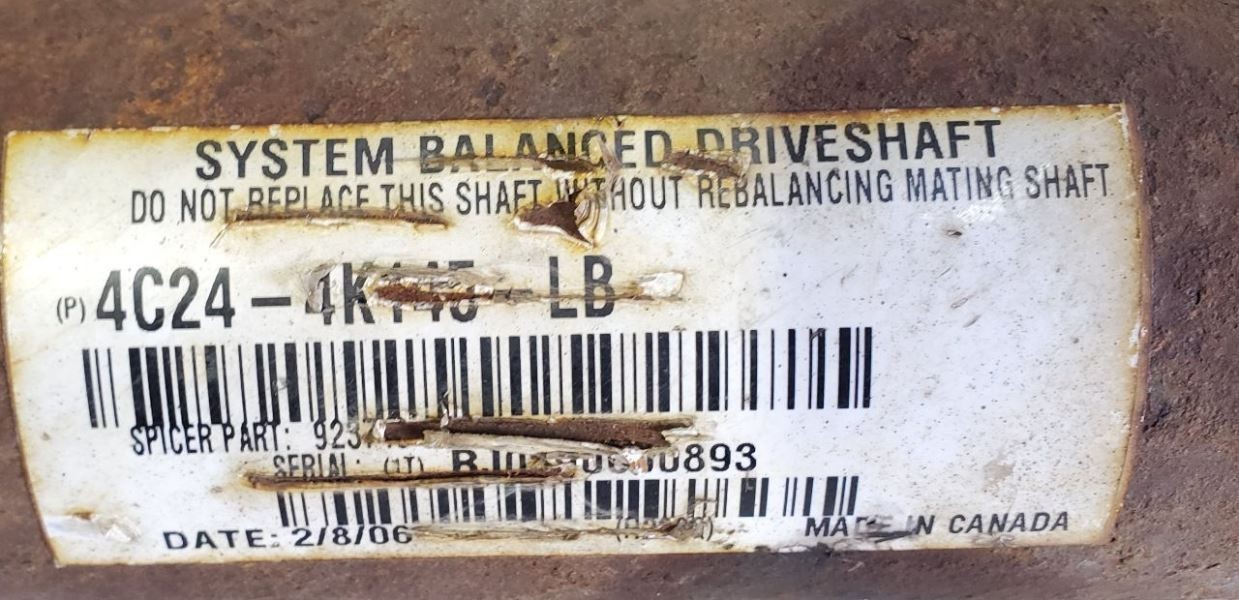 SYSTEM BALANCED DRIVESHAFT
DO NOT REPLACE THIS SHAFT WITHOUT REBALANCING MATING SHAFT
(P) 4C24-4K145-LB
SPICER PART:
SERIAL: (1T)
DATE: 2/8/06
MADE IN CANADA